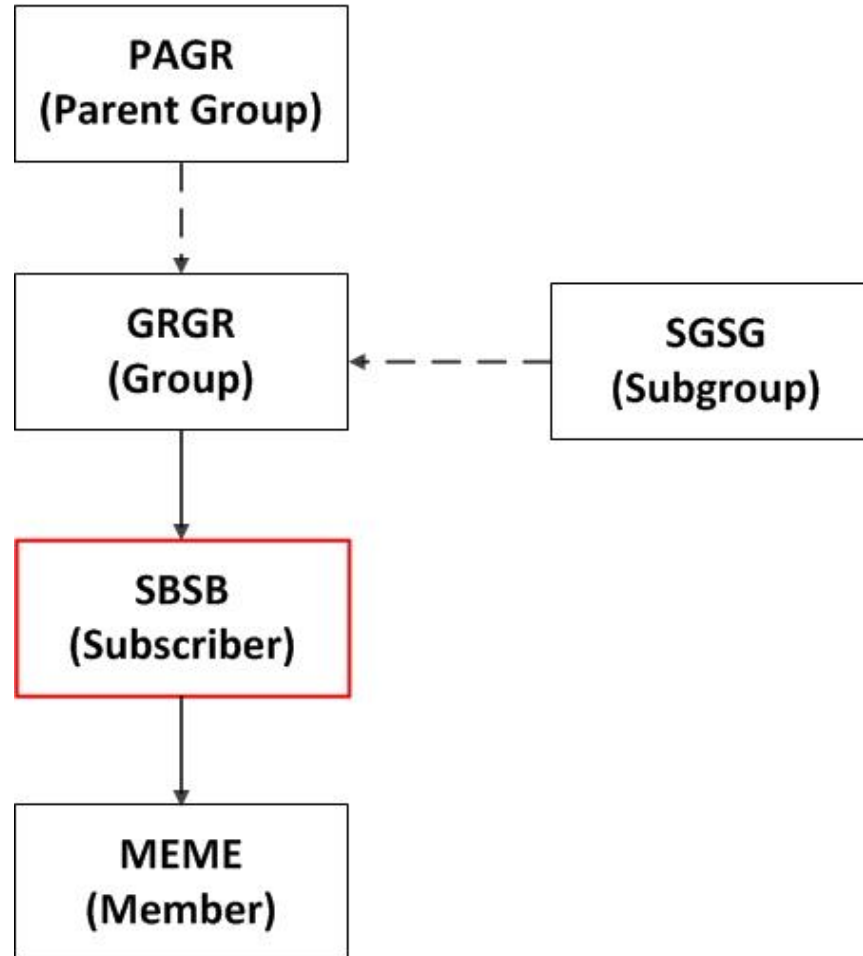 PAGR
(Parent Group)
GRGR
(Group)
SGSG
(Subgroup)
SBSB
(Subscriber)
MEME
(Member)